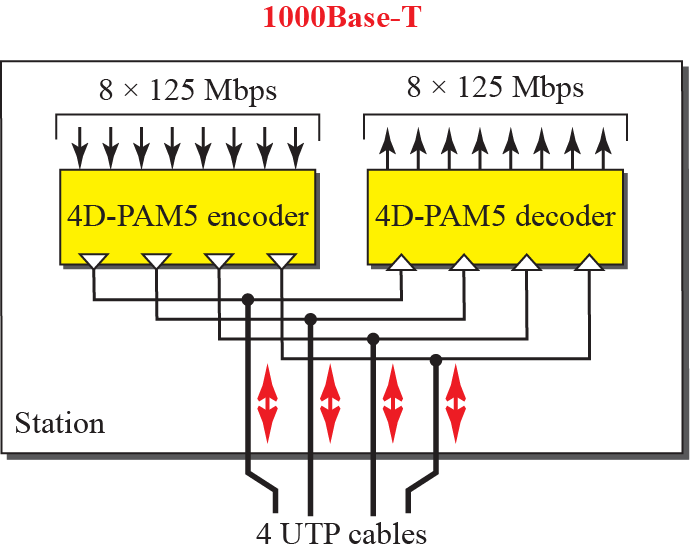 1000Base-T
8 × 125 Mbps
8 × 125 Mbps
4D-PAM5 encoder
4D-PAM5 decoder
Station
4 UTP cables